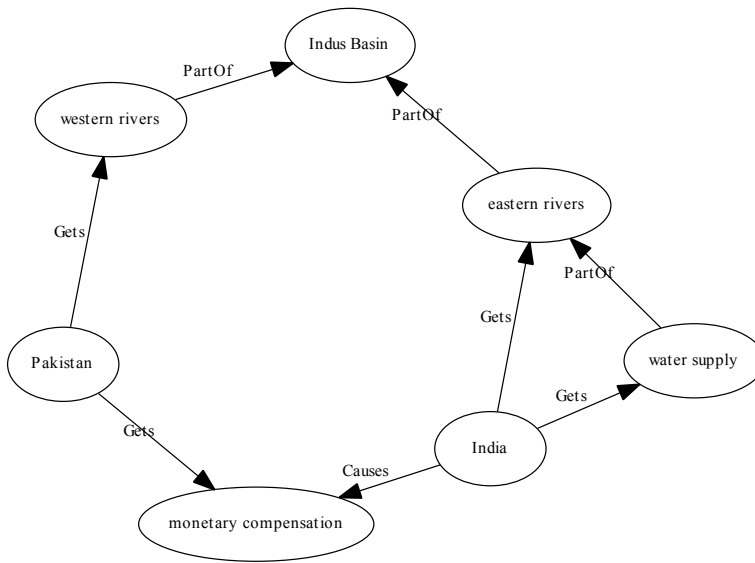 Indus Basin
PartOf
western rivers
PartOf
eastern rivers
Gets
PartOf
Gets
Pakistan
water supply
Gets
Gets
India
Causes
monetary compensation